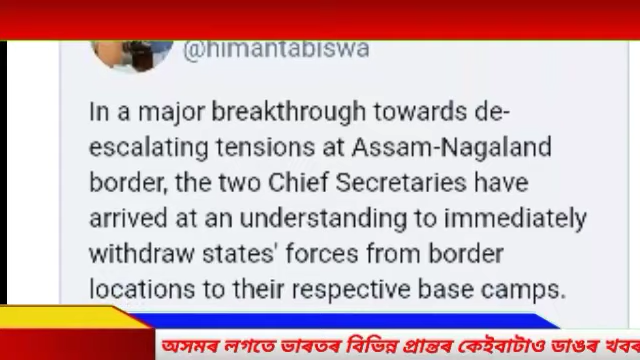 @himantabiswa
In a major breakthrough towards de-
escalating tensions at Assam-Nagaland
border, the two Chief Secretaries have
arrived at an understanding to immediately
withdraw states' forces from border
locations to their respective base camps.
অসমৰ লগতে ভাৰতৰ বিভিন্ন প্ৰান্তৰ কেইবাটাও ডাঙৰ খবৰ